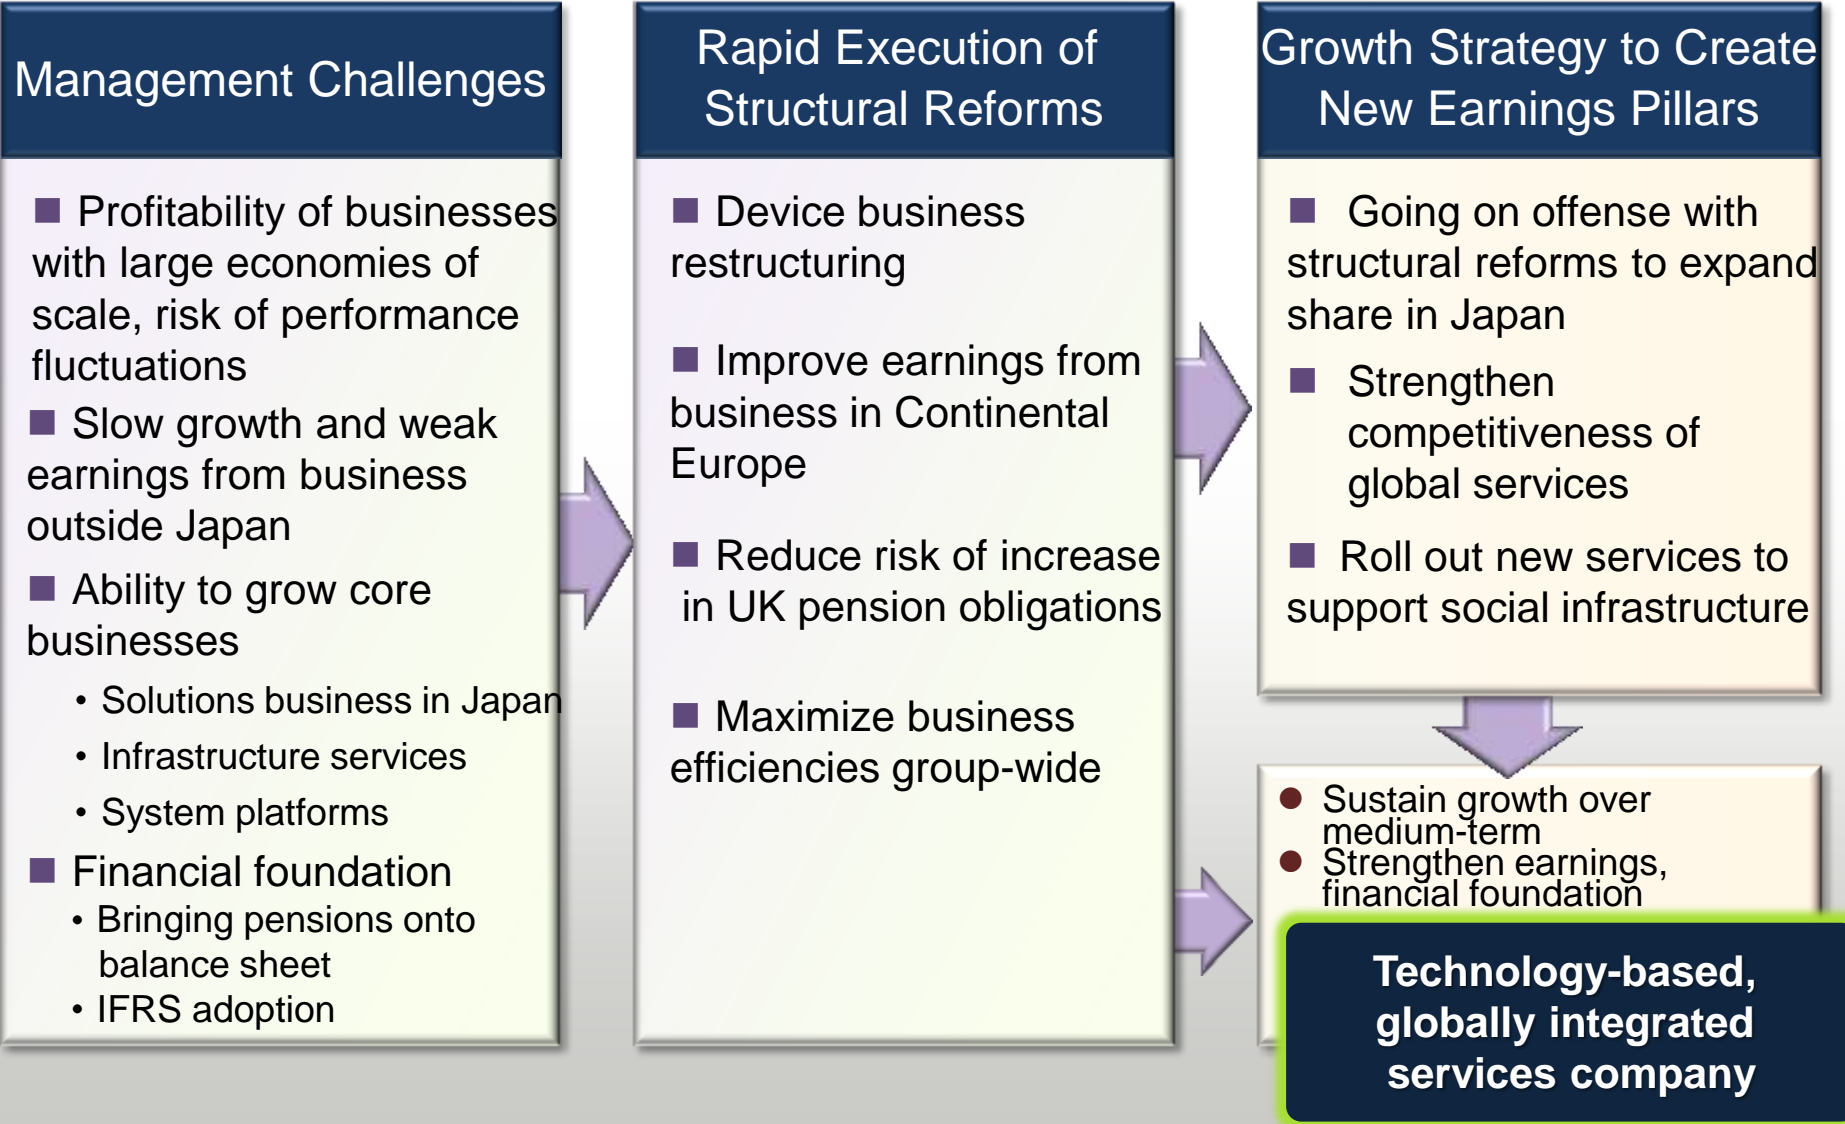 Management Challenges
■ Profitability of businesses
with large economies of
scale, risk of performance
fluctuations
■ Slow growth and weak
earnings from business
outside Japan
■ Ability to grow core
businesses
• Solutions business in Japan
• Infrastructure services
• System platforms
■ Financial foundation
• Bringing pensions onto
balance sheet
• IFRS adoption
Rapid Execution of
Structural Reforms
■ Device business
restructuring
■ Improve earnings from
business in Continental
Europe
■ Reduce risk of increase
in UK pension obligations
■ Maximize business
efficiencies group-wide
Growth Strategy to Create
New Earnings Pillars
■ Going on offense with
structural reforms to expand
share in Japan
■ Strengthen
competitiveness of
global services
■ Roll out new services to
support social infrastructure
● Sustain growth over
medium-term
● Strengthen earnings,
financial foundation
Technology-based,
globally integrated
services company